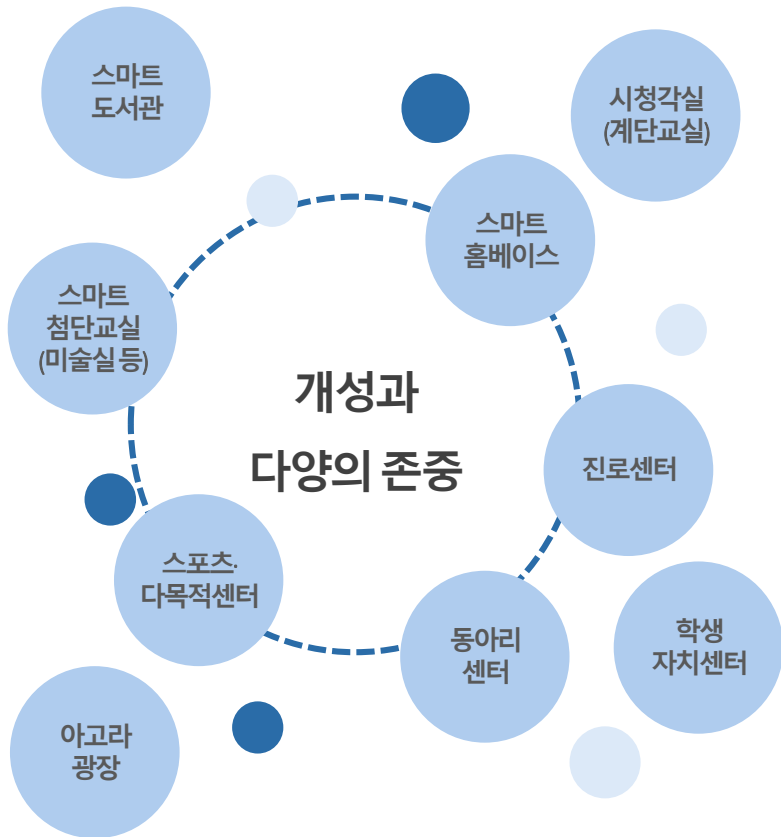 스마트
도서관
시청각실
(계단교실)
스마트
홈베이스
스마트
첨단교실
(미술실 등)
개성과
다양의 존중
진로센터
스포츠·
다목적센터
동아리
센터
학생
자치센터
아고라
광장